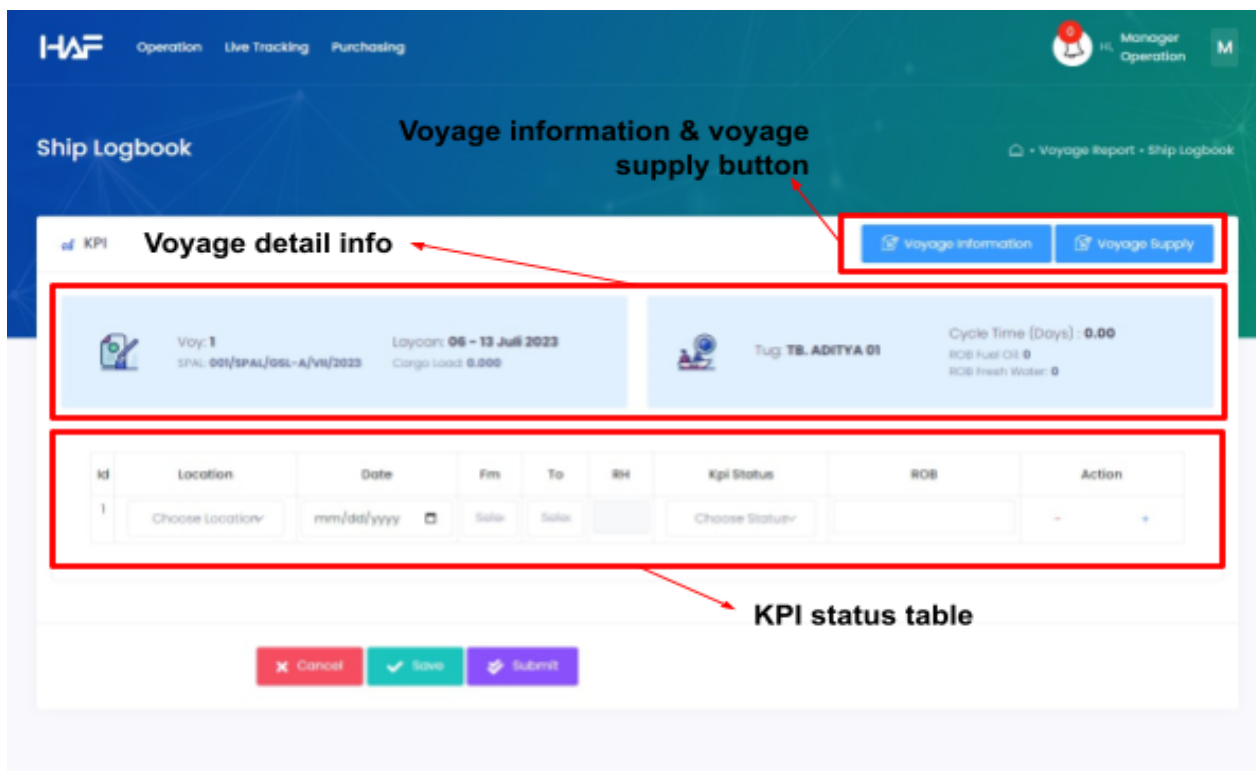 HAF Operation Live Tracking Purchasing
0
Hi, Manager
Operation
M
Ship Logbook
Voyage information & voyage
supply button
• Voyage Report • Ship Logbook
KPI
Voyage detail info
Voyage Information
Voyage Supply
Voy: 1
SPAL: 001/SPAL/GSL-A/VII/2023
Laycan: 06 - 13 Juli 2023
Cargo Load: 0.000
Tug: TB. ADITYA 01
Cycle Time (Days) : 0.00
ROB Fuel Oil: 0
ROB Fresh Water: 0
Id Location Date Fm To RH Kpi Status ROB Action
1 Choose Location mm/dd/yyyy Selec Selec Choose Status - +
KPI status table
Cancel Save Submit